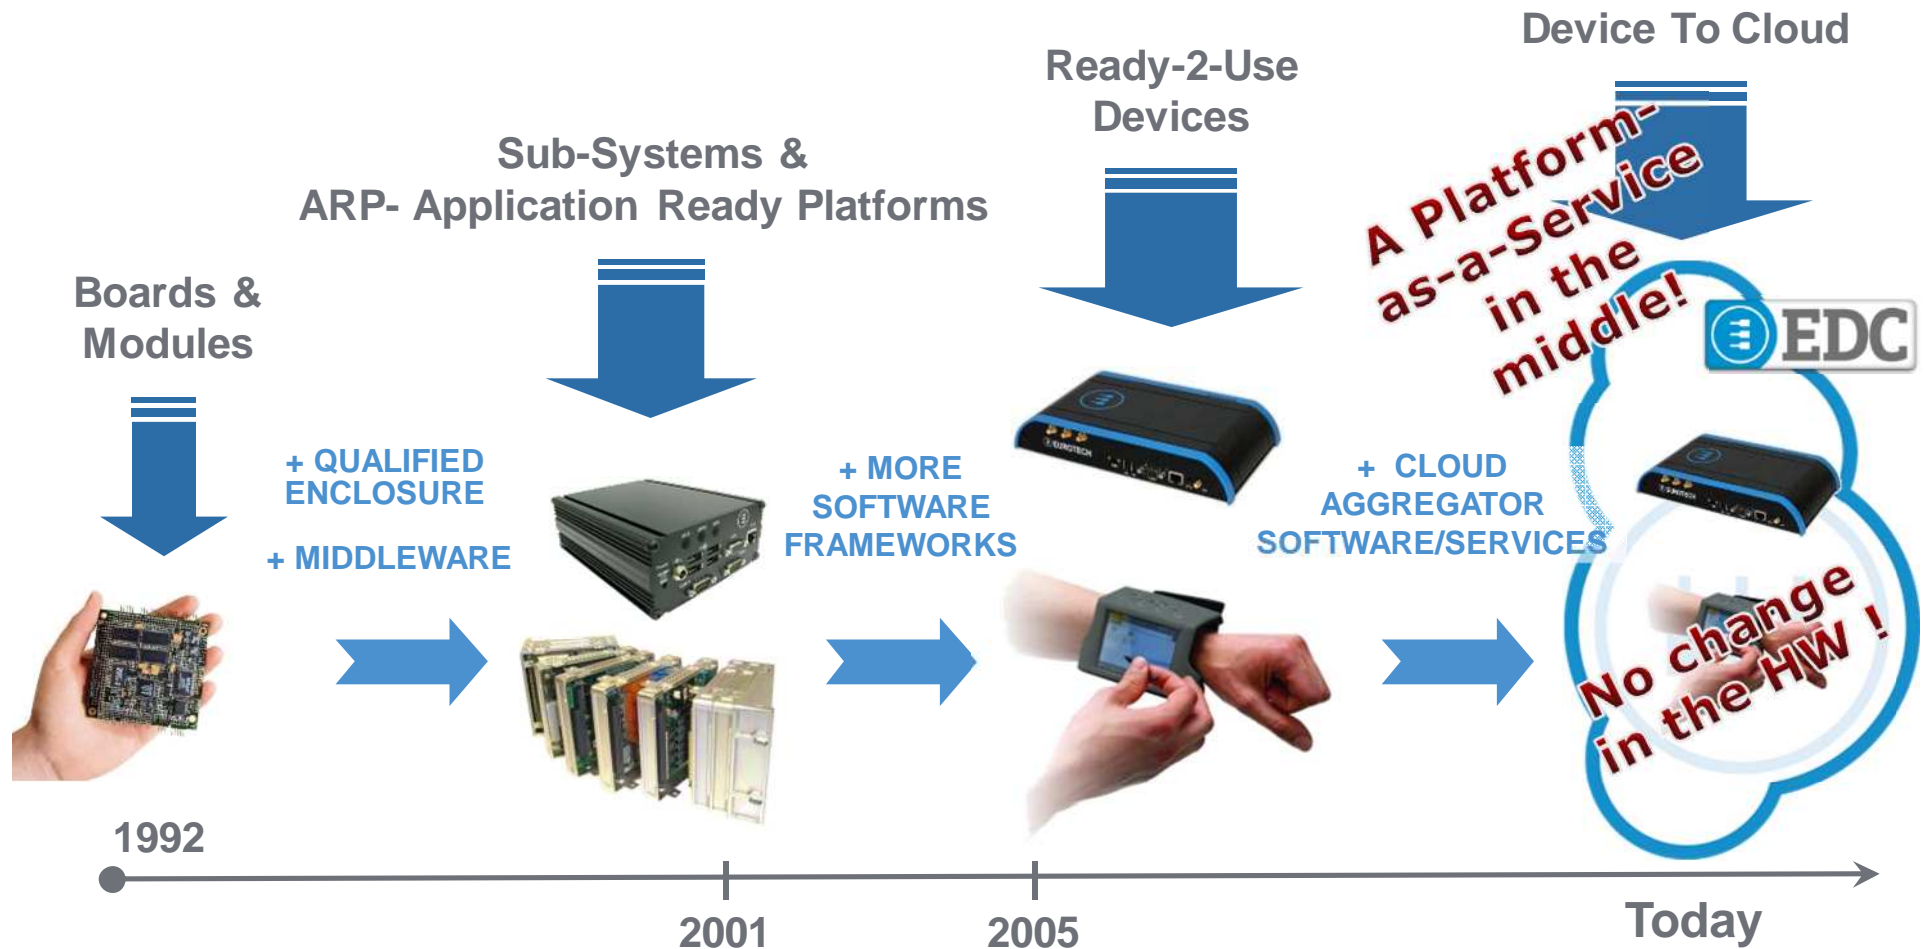 Boards &
Modules
Sub-Systems &
ARP- Application Ready Platforms
Ready-2-Use
Devices
Device To Cloud
A Platform-
as-a-Service
in the
middle!
EDC
+ QUALIFIED
ENCLOSURE
+ MIDDLEWARE
+ MORE
SOFTWARE
FRAMEWORKS
EUROTECH
+ CLOUD
AGGREGATOR
SOFTWARE/SERVICES
EUROTECH
No change
in the HW !
1992
2001
2005
Today